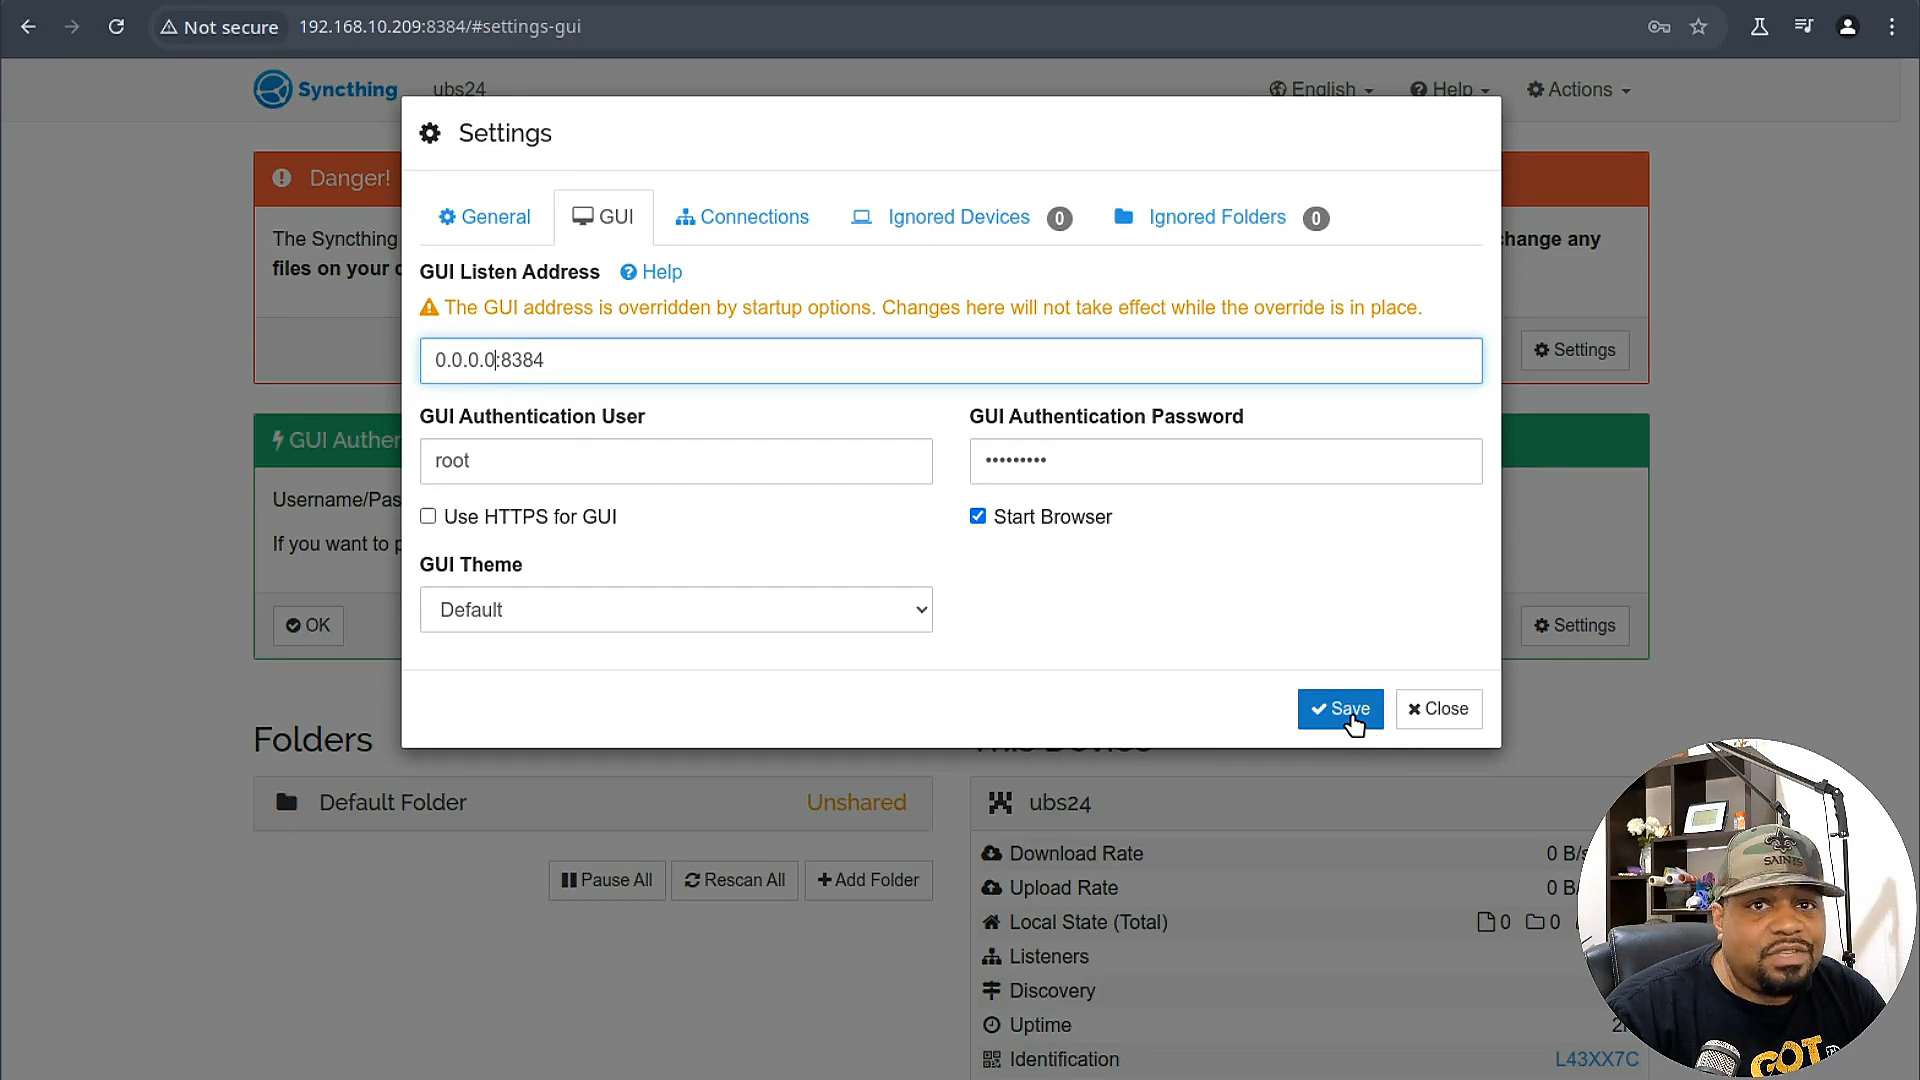 Not secure
192.168.10.209:8384/#settings-gui
Syncthing
ubs24
English
Help
Actions
Settings
Danger!
General
GUI
Connections
Ignored Devices
0
Ignored Folders
0
The Syncthing
change any
files on your
GUI Listen Address
Help
The GUI address is overridden by startup options. Changes here will not take effect while the override is in place.
0.0.0.0:8384
Settings
GUI Authentication User
GUI Authentication Password
GUI Auther
root
•••••••••
Username/Pas
Use HTTPS for GUI
Start Browser
If you want to p
GUI Theme
Default
OK
Settings
Save
Close
Folders
This Device
Default Folder
Unshared
ubs24
Download Rate
0 B/s
Upload Rate
0 B
Local State (Total)
0
0
Pause All
Rescan All
Add Folder
Listeners
Discovery
Uptime
Identification
L43XX7C
SAINTS
GOT